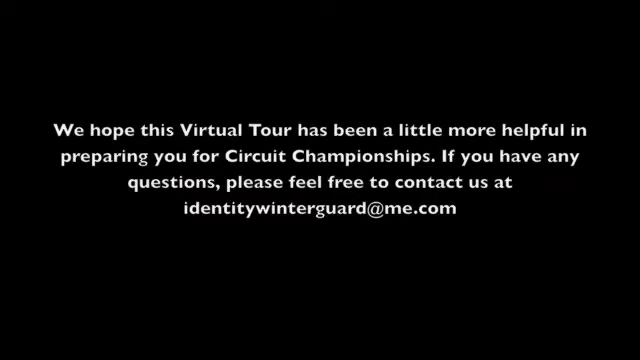 We hope this Virtual Tour has been a little more helpful in
preparing you for Circuit Championships. If you have any
questions, please feel free to contact us at
identitywinterguard@me.com